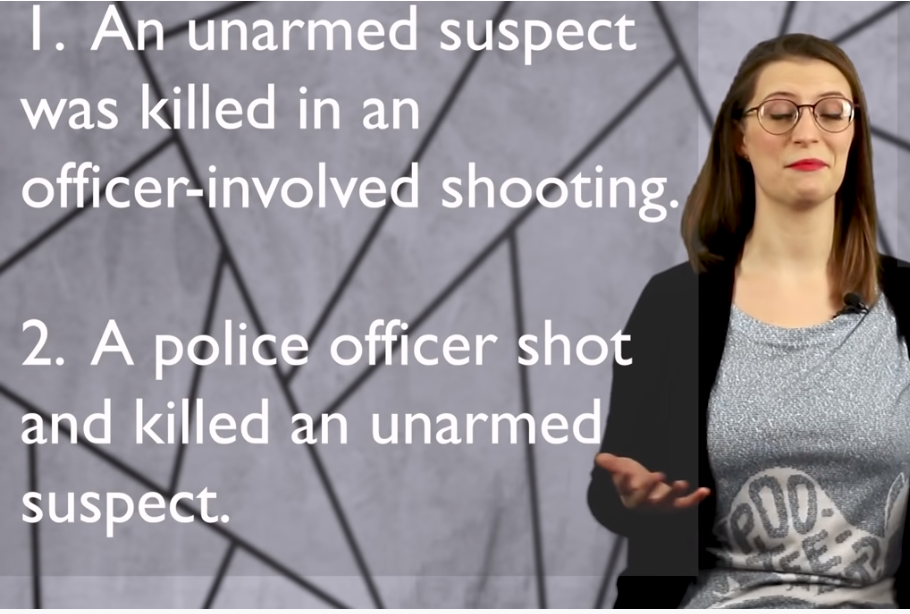 1. An unarmed suspect
was killed in an
officer-involved shooting.
2. A police officer shot
and killed an unarmed
suspect.